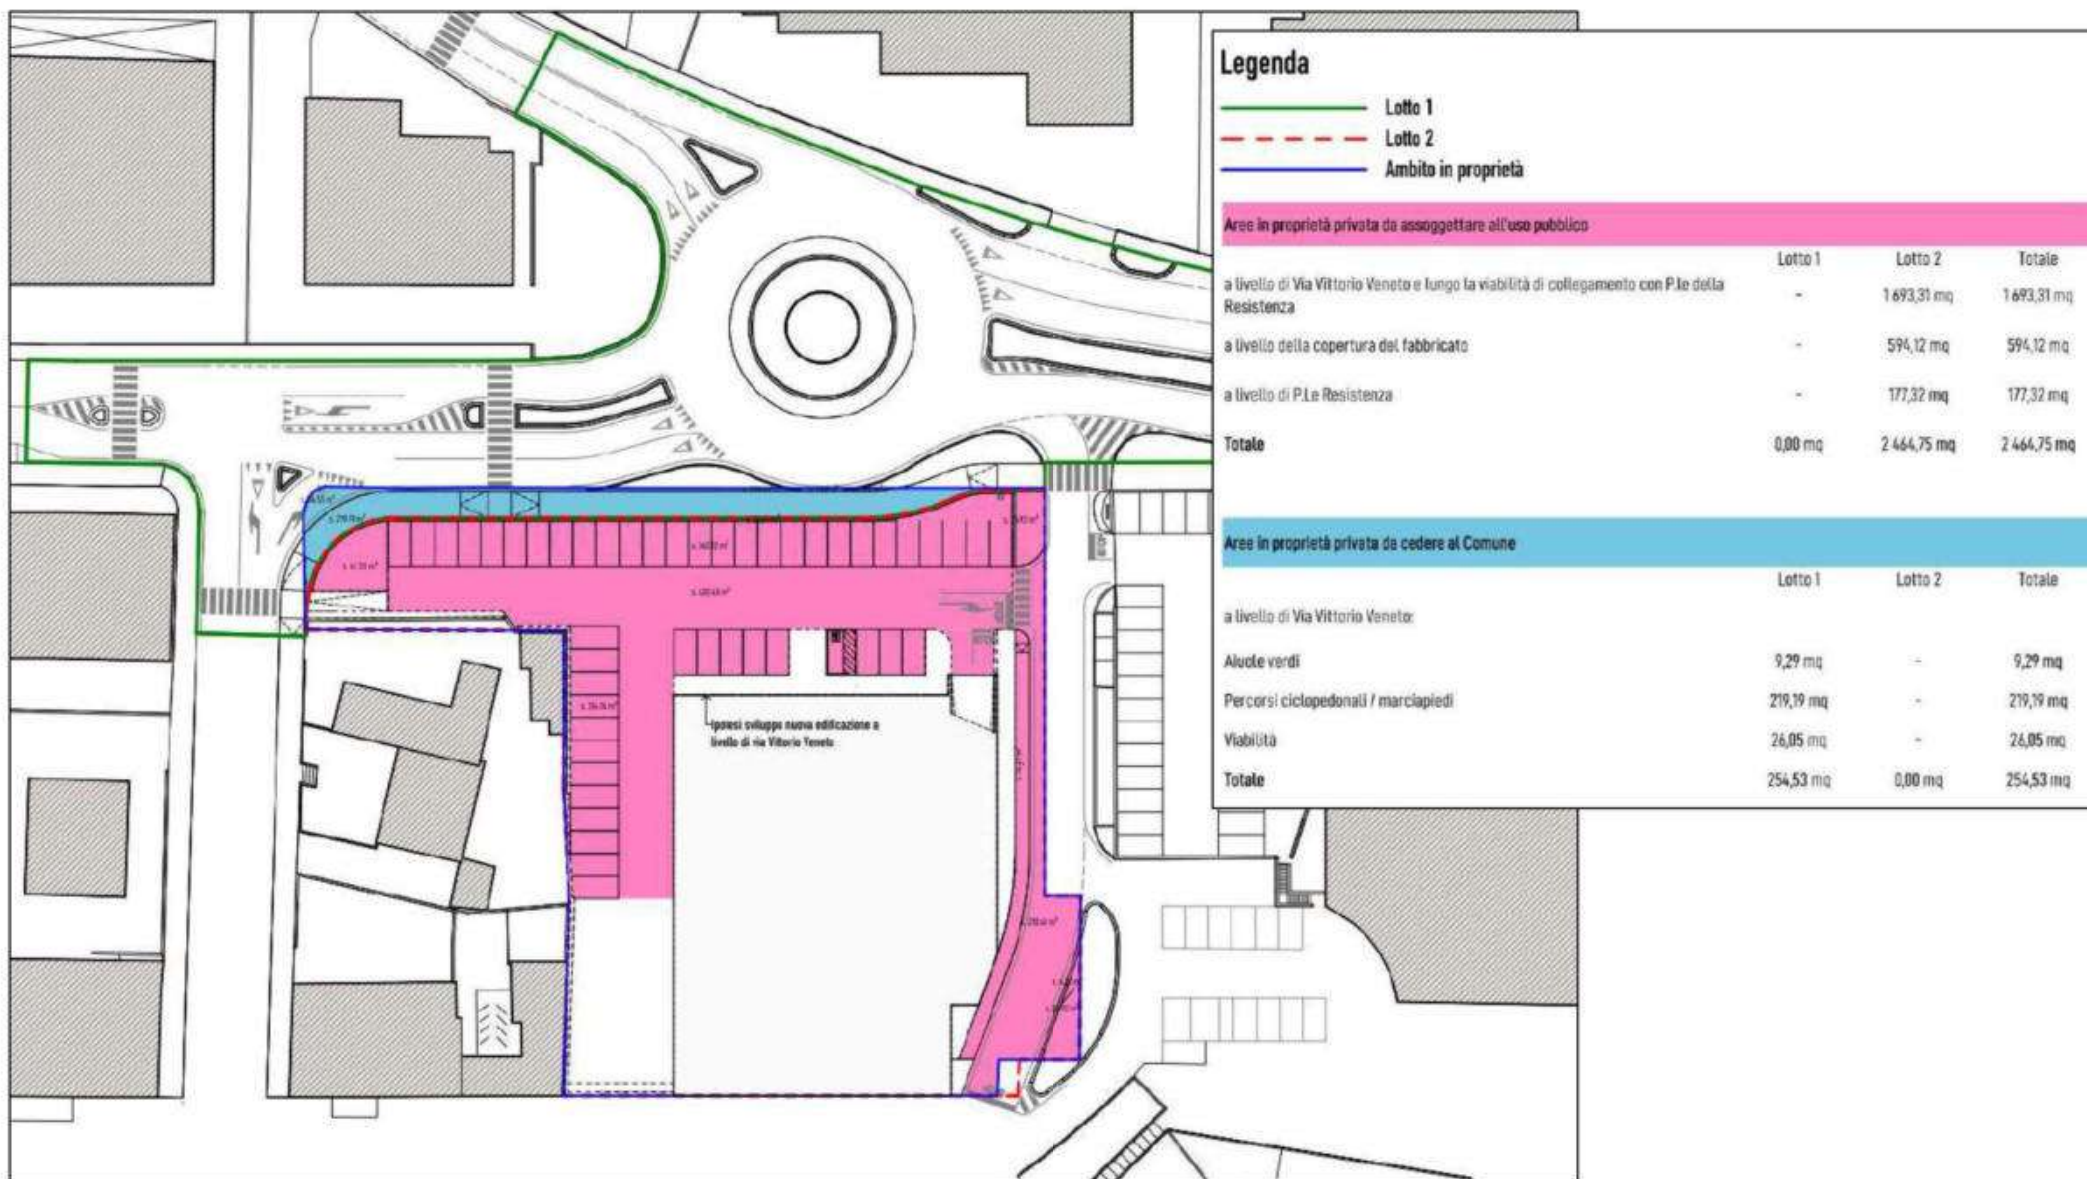 Legenda
Lotto 1
Lotto 2
Ambito in proprietà
Aree in proprietà privata da assoggettare all'uso pubblico
Lotto 1 Lotto 2 Totale
a livello di Via Vittorio Veneto e lungo la viabilità di collegamento con P.le della
Resistenza - 1 693,31 mq 1 693,31 mq
a livello della copertura del fabbricato - 594,12 mq 594,12 mq
a livello di P.Le Resistenza - 177,32 mq 177,32 mq
Totale 0,00 mq 2 464,75 mq 2 464,75 mq
Aree in proprietà privata da cedere al Comune
Lotto 1 Lotto 2 Totale
a livello di Via Vittorio Veneto:
Aiuole verdi 9,29 mq - 9,29 mq
Percorsi ciclopedonali / marciapiedi 219,19 mq - 219,19 mq
Viabilità 26,05 mq - 26,05 mq
Totale 254,53 mq 0,00 mq 254,53 mq
Ipotesi sviluppo nuova edificazione a
livello di via Vittorio Veneto